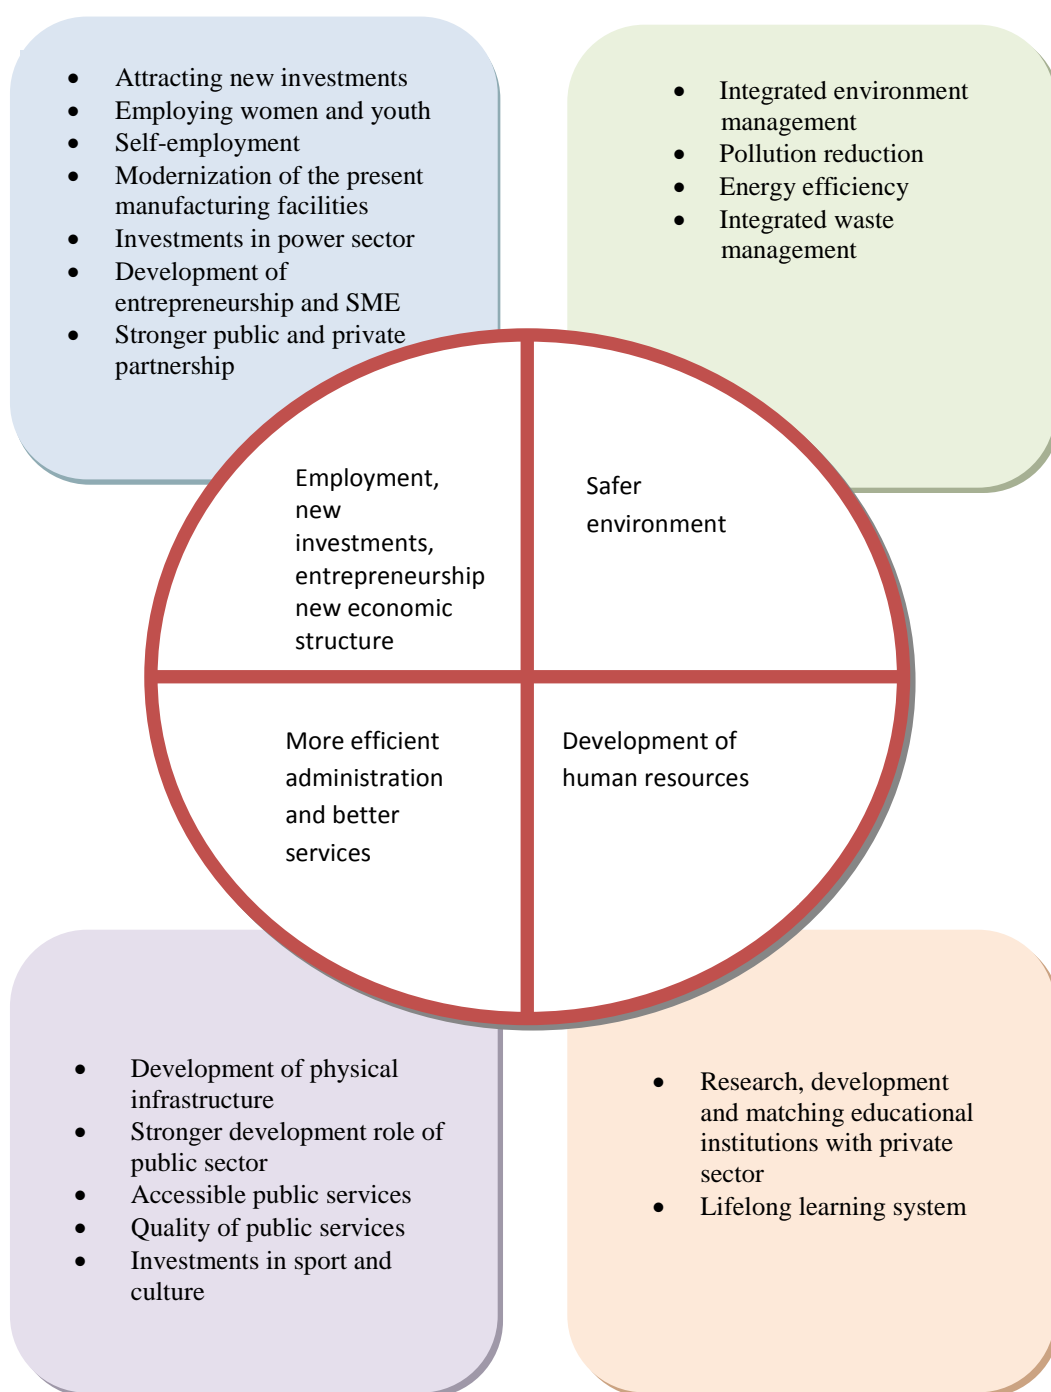 • Attracting new investments
• Employing women and youth
• Self-employment
• Modernization of the present
manufacturing facilities
• Investments in power sector
• Development of
entrepreneurship and SME
• Stronger public and private
partnership
• Integrated environment
management
• Pollution reduction
• Energy efficiency
• Integrated waste
management
Employment,
new
investments,
entrepreneurship
new economic
structure
Safer
environment
More efficient
administration
and better
services
Development of
human resources
• Development of physical
infrastructure
• Stronger development role of
public sector
• Accessible public services
• Quality of public services
• Investments in sport and
culture
• Research, development
and matching educational
institutions with private
sector
• Lifelong learning system